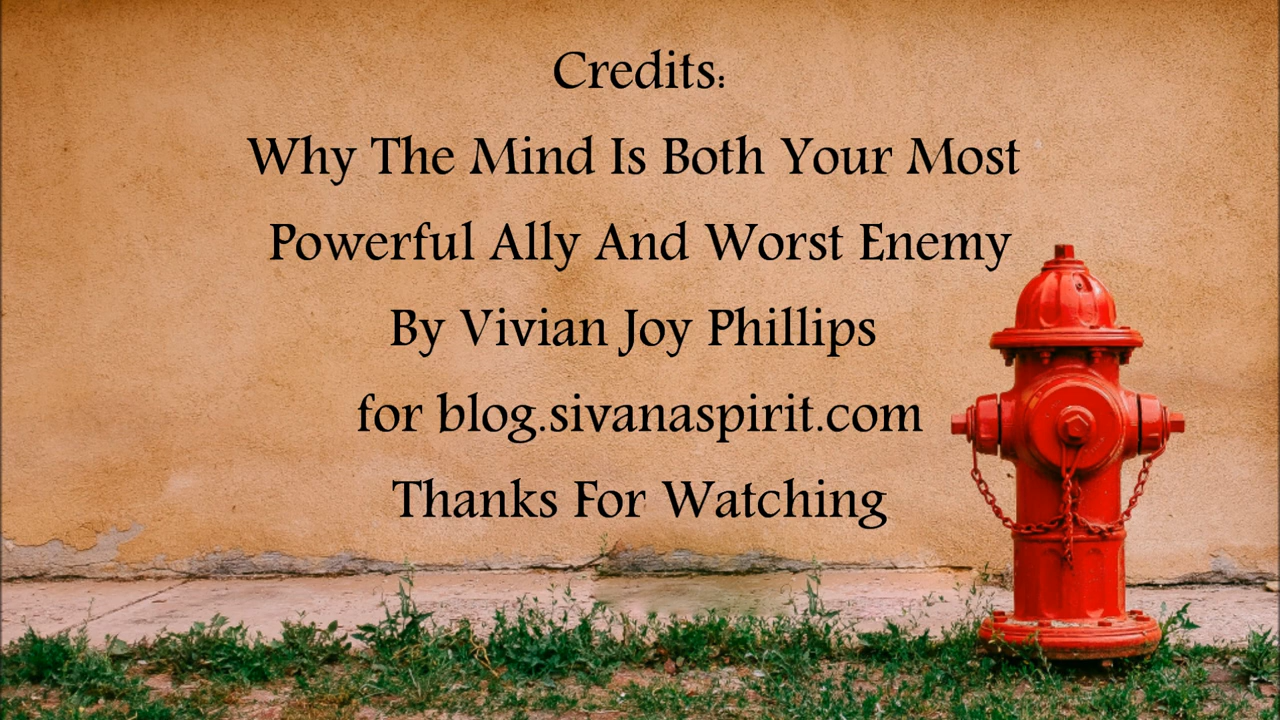 Credits:
Why The Mind Is Both Your Most
Powerful Ally And Worst Enemy
By Vivian Joy Phillips
for blog.sivanaspirit.com
Thanks For Watching